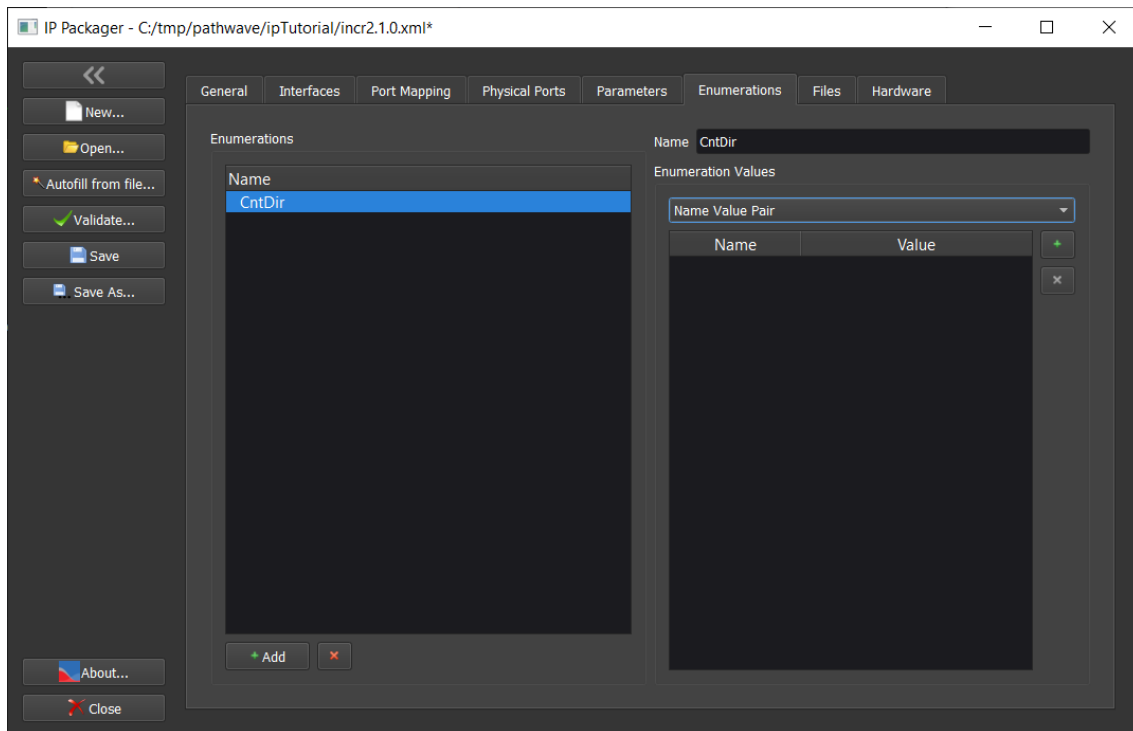 IP Packager - C:/tmp/pathwave/ipTutorial/incr2.1.0.xml*
New...
Open...
Autofill from file...
Validate...
Save
Save As...
About...
Close
General Interfaces Port Mapping Physical Ports Parameters Enumerations Files Hardware
Enumerations
Name
CntDir
Add
Name CntDir
Enumeration Values
Name Value Pair
Name Value